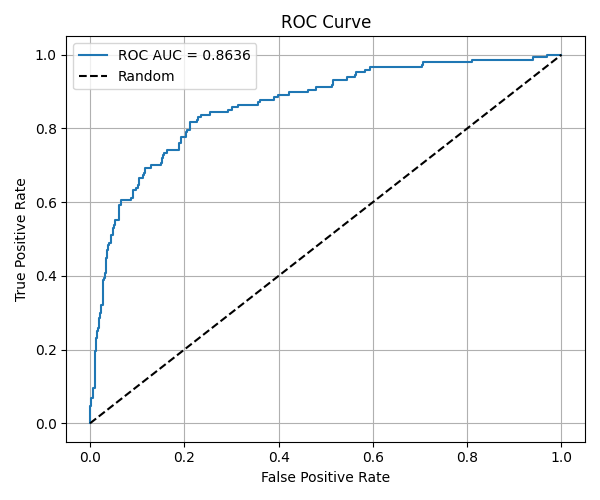 ROC Curve
ROC AUC = 0.8636
Random
True Positive Rate
1.0
0.8
0.6
0.4
0.2
0.0
0.0 0.2 0.4 0.6 0.8 1.0
False Positive Rate